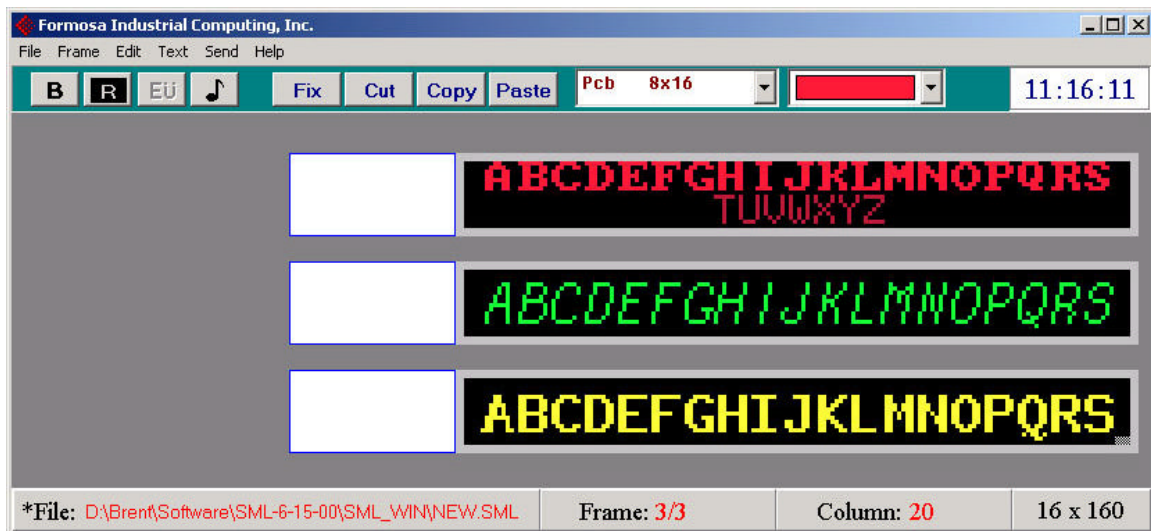 Formosa Industrial Computing, Inc.
File Frame Edit Text Send Help
B R EÜ Fix Cut Copy Paste Pcb 8x16 11:16:11
ABCDEFGHIJKLMNOPQRS
TUVWXYZ
ABCDEFGHIJKLMNOPQRS
ABCDEFGHIJKLMNOPQRS
*File: D:\Brent\Software\SML-6-15-00\SML_WIN\NEW.SML Frame: 3/3 Column: 20 16 x 160